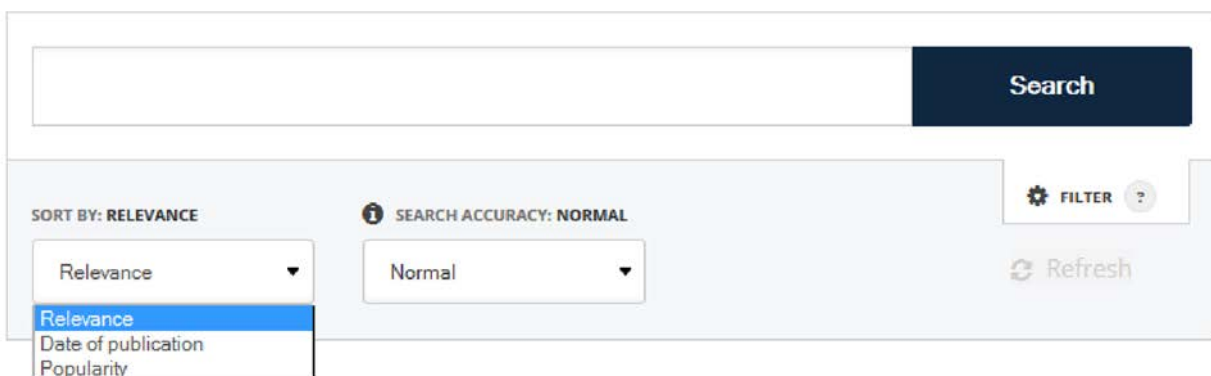 Search
FILTER ?
SORT BY: RELEVANCE
SEARCH ACCURACY: NORMAL
Relevance
Normal
Refresh
Relevance
Date of publication
Popularity